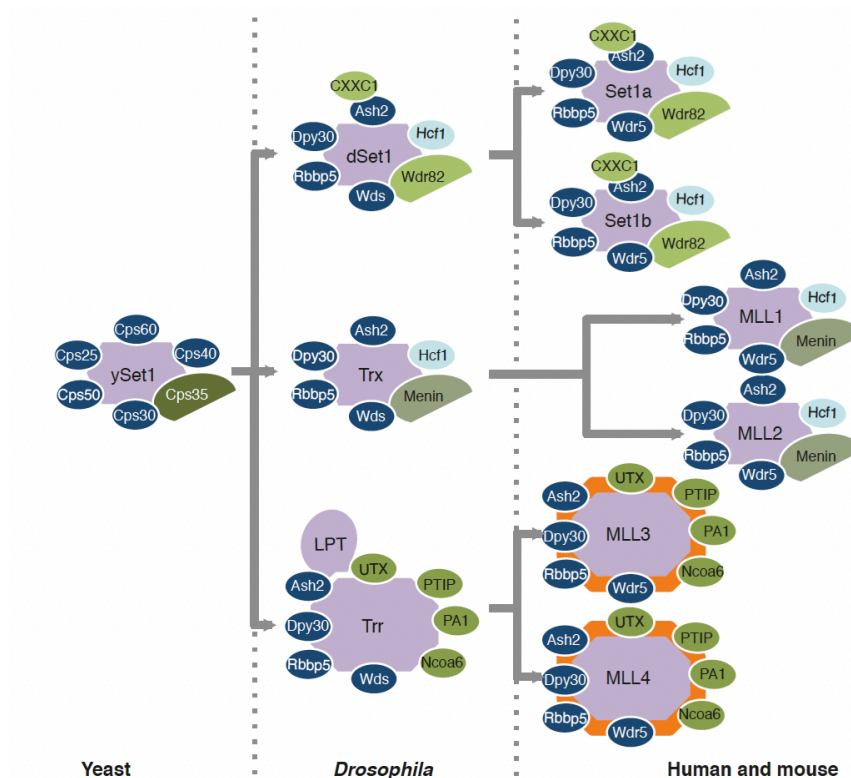 CXXC1
Ash2
Dpy30
Hcf1
Set1a
Rbbp5
Wdr82
Wdr5
CXXC1
Ash2
Dpy30
Hcf1
dSet1
Rbbp5
Wdr82
Wds
CXXC1
Ash2
Dpy30
Hcf1
Set1b
Rbbp5
Wdr82
Wdr5
Cps60
Cps25
Cps40
ySet1
Cps50
Cps35
Cps30
Ash2
Dpy30
Hcf1
Trx
Rbbp5
Menin
Wds
Ash2
Dpy30
Hcf1
MLL1
Rbbp5
Menin
Wdr5
Ash2
Dpy30
Hcf1
MLL2
Rbbp5
Menin
Wdr5
LPT
UTX
Ash2
PTIP
Dpy30
Trr
PA1
Rbbp5
Ncoa6
Wds
UTX
Ash2
PTIP
Dpy30
MLL3
PA1
Rbbp5
Ncoa6
Wdr5
UTX
Ash2
PTIP
Dpy30
MLL4
PA1
Rbbp5
Ncoa6
Wdr5
Yeast
Drosophila
Human and mouse